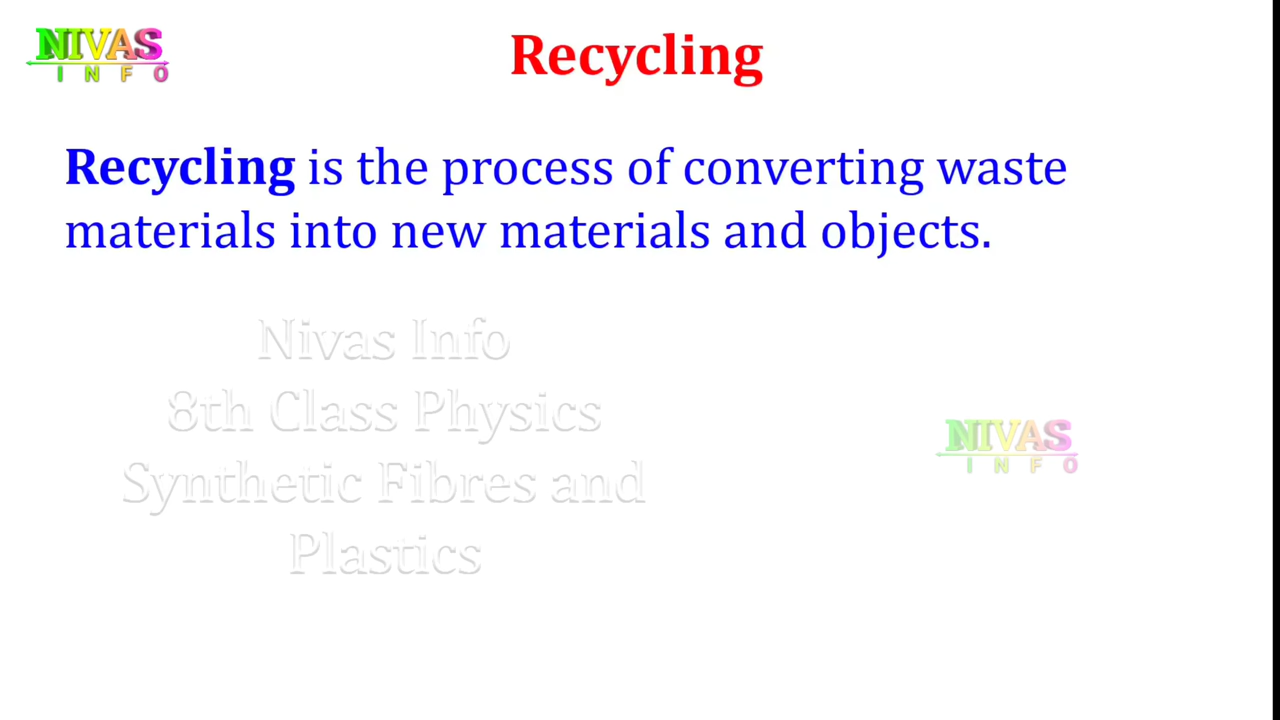 NIVAS
INFO
Recycling
Recycling is the process of converting waste
materials into new materials and objects.
Nivas Info
8th Class Physics
Synthetic Fibres and
Plastics
NIVAS
INFO